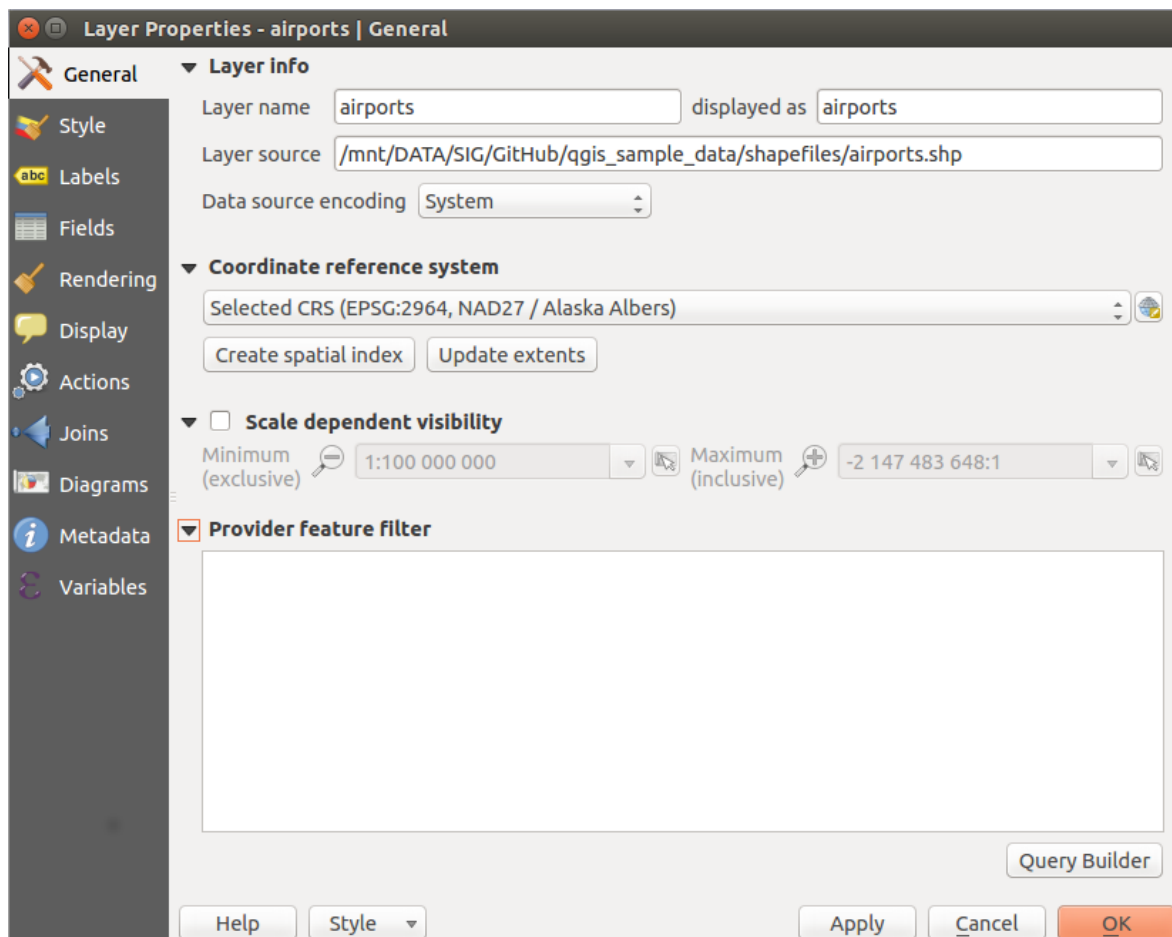 Layer Properties - airports | General
General
Style
abc Labels
Fields
Rendering
Display
Actions
Joins
Diagrams
Metadata
Variables
Layer info
Layer name airports displayed as airports
Layer source /mnt/DATA/SIG/GitHub/qgis_sample_data/shapefiles/airports.shp
Data source encoding System
Coordinate reference system
Selected CRS (EPSG:2964, NAD27 / Alaska Albers)
Create spatial index Update extents
Scale dependent visibility
Minimum (exclusive) 1:100 000 000 Maximum (inclusive) -2 147 483 648:1
Provider feature filter
Query Builder
Help Style Apply Cancel OK